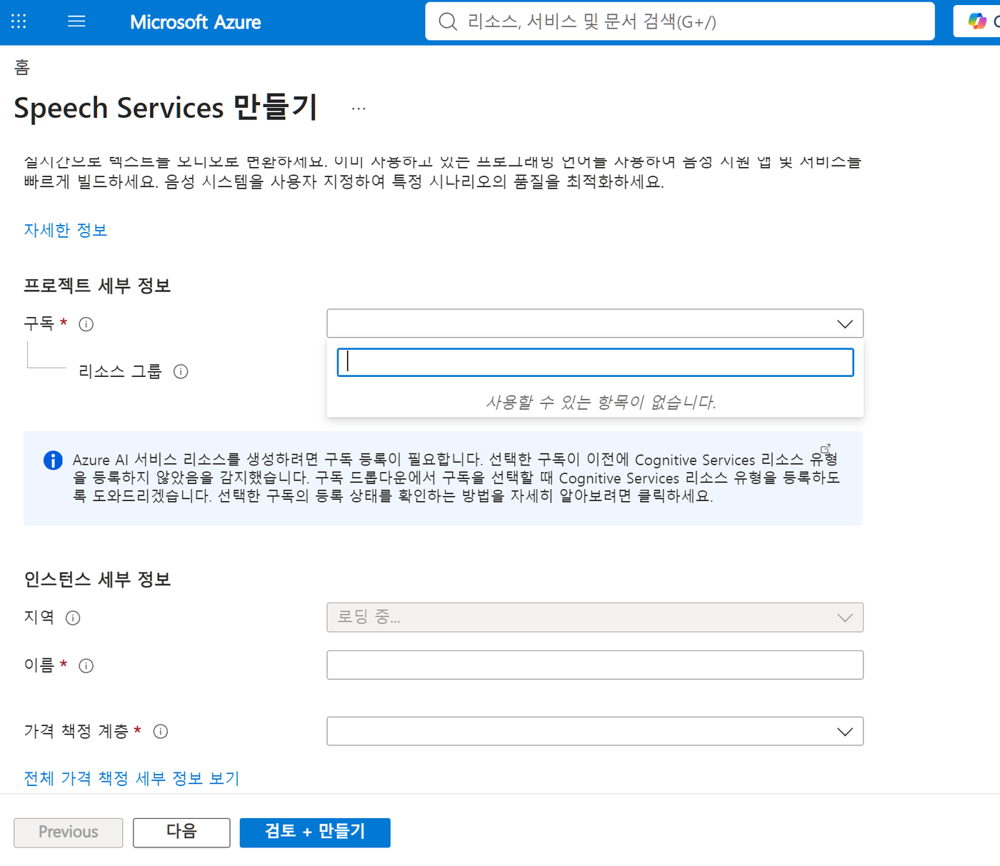 Microsoft Azure
리소스, 서비스 및 문서 검색(G+/)
홈
Speech Services 만들기
...
실시간으로 텍스트를 오디오로 변환하세요. 이미 사용하고 있는 프로그래밍 언어를 사용하여 음성 지원 앱 및 서비스를
빠르게 빌드하세요. 음성 시스템을 사용자 지정하여 특정 시나리오의 품질을 최적화하세요.
자세한 정보
프로젝트 세부 정보
구독 *
리소스 그룹
사용할 수 있는 항목이 없습니다.
Azure AI 서비스 리소스를 생성하려면 구독 등록이 필요합니다. 선택한 구독이 이전에 Cognitive Services 리소스 유형
을 등록하지 않았음을 감지했습니다. 구독 드롭다운에서 구독을 선택할 때 Cognitive Services 리소스 유형을 등록하도
록 도와드리겠습니다. 선택한 구독의 등록 상태를 확인하는 방법을 자세히 알아보려면 클릭하세요.
인스턴스 세부 정보
지역
로딩 중...
이름 *
가격 책정 계층 *
전체 가격 책정 세부 정보 보기
Previous
다음
검토 + 만들기